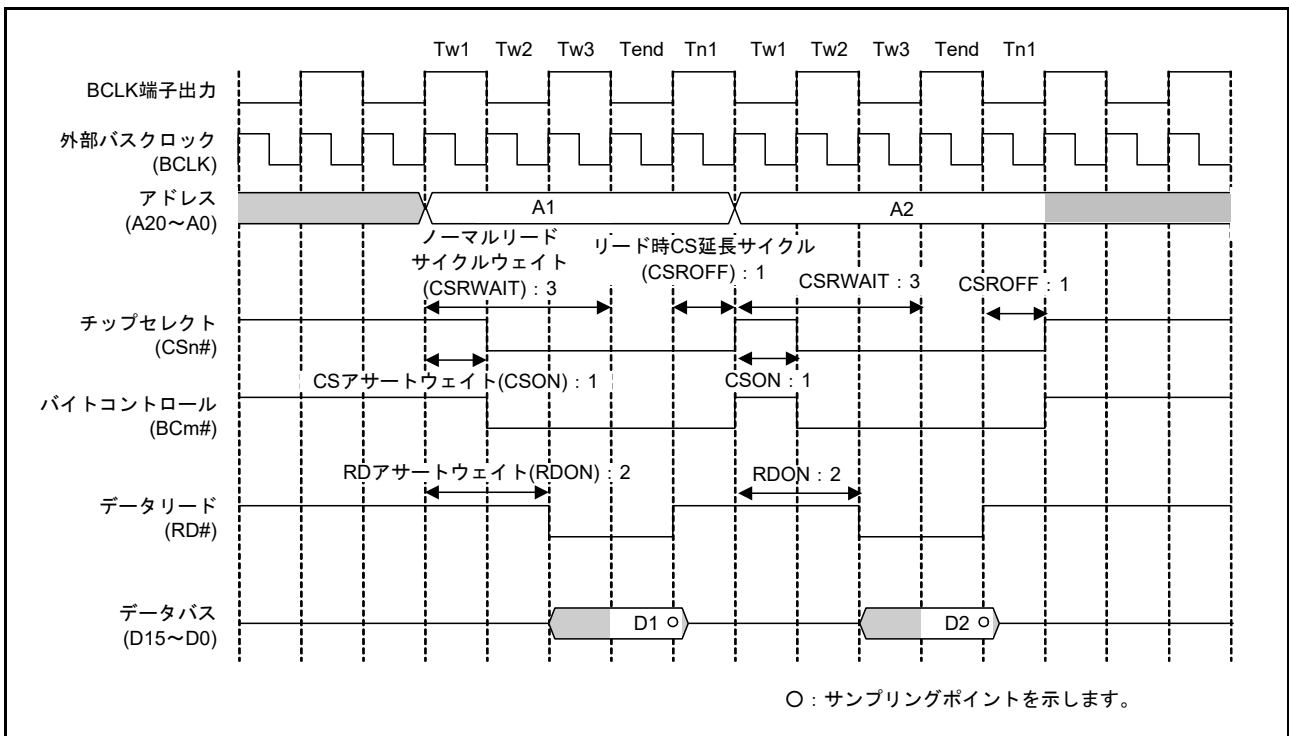 Tw1 Tw2 Tw3 Tend Tn1 Tw1 Tw2 Tw3 Tend Tn1
BCLK端子出力
外部バスクロック
(BCLK)
アドレス
(A20～A0)
A1
A2
ノーマルリード
サイクルウェイト
(CSRWAIT)：3
リード時CS延長サイクル
(CSROFF)：1
CSRWAIT：3
CSROFF：1
チップセレクト
(CSn#)
CSアサートウェイト(CSON)：1
CSON：1
バイトコントロール
(BCm#)
RDアサートウェイト(RDON)：2
RDON：2
データリード
(RD#)
データバス
(D15～D0)
D1
D2
○：サンプリングポイントを示します。